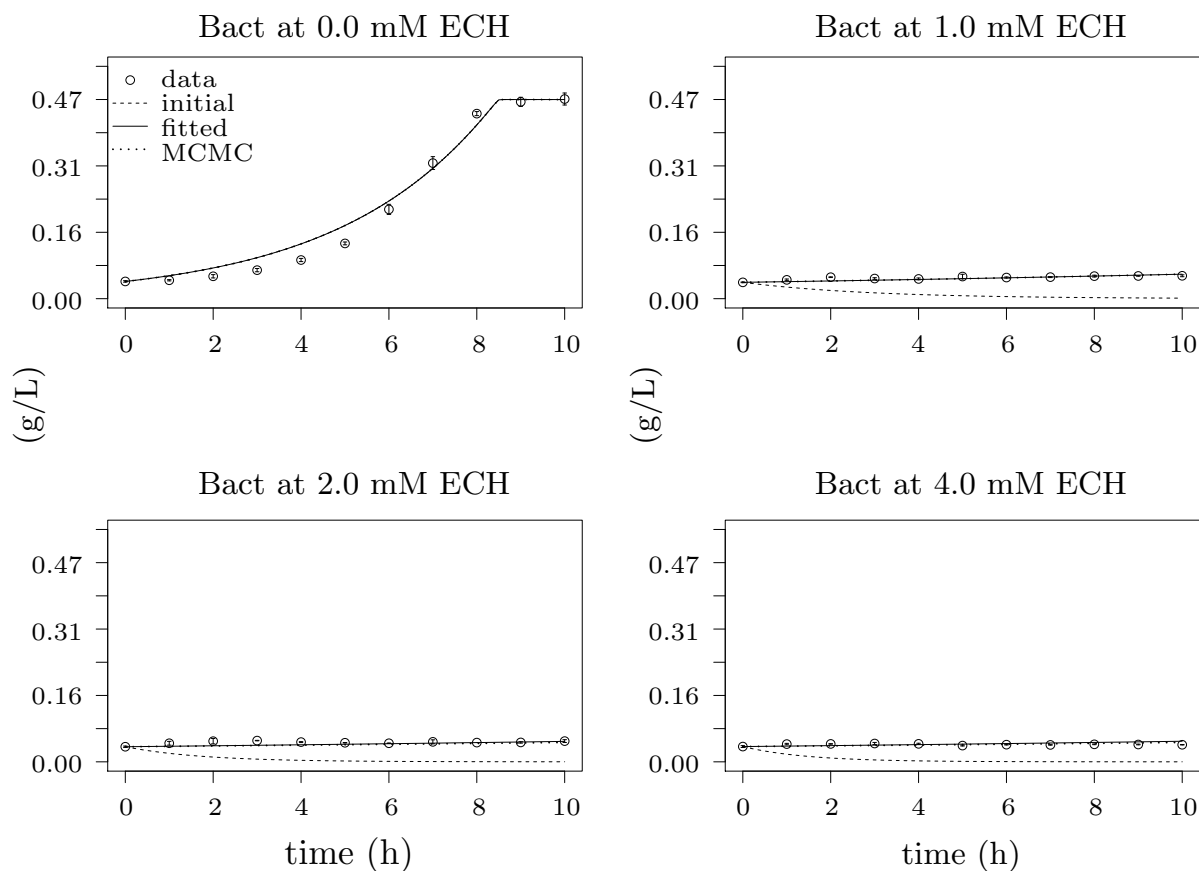 Bact at 0.0 mM ECH
data
initial
fitted
MCMC
0.47
0.31
0.16
0.00
0 2 4 6 8 10
(g/L)
Bact at 1.0 mM ECH
0.47
0.31
0.16
0.00
0 2 4 6 8 10
(g/L)
Bact at 2.0 mM ECH
0.47
0.31
0.16
0.00
0 2 4 6 8 10
time (h)
Bact at 4.0 mM ECH
0.47
0.31
0.16
0.00
0 2 4 6 8 10
time (h)